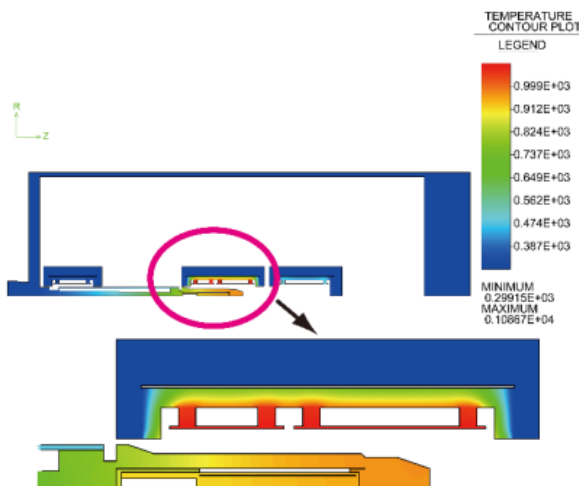 TEMPERATURE
CONTOUR PLOT
LEGEND
0.999E+03
0.912E+03
0.824E+03
0.737E+03
0.649E+03
0.562E+03
0.474E+03
0.387E+03
MINIMUM
0.29915E+03
MAXIMUM
0.10867E+04
R
Z